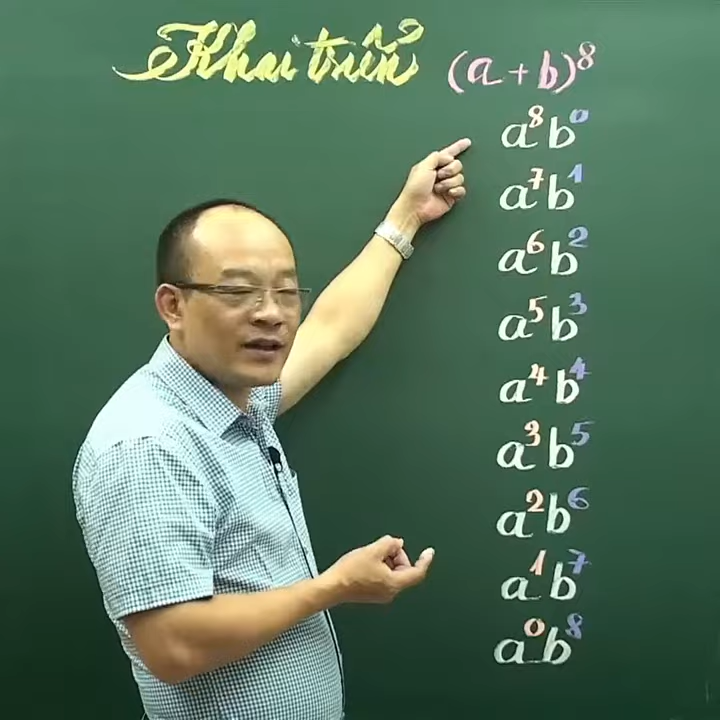 Khai triển (a + b)⁸
a⁸b⁰
a⁷b¹
a⁶b²
a⁵b³
a⁴b⁴
a³b⁵
a²b⁶
a¹b⁷
a⁰b⁸